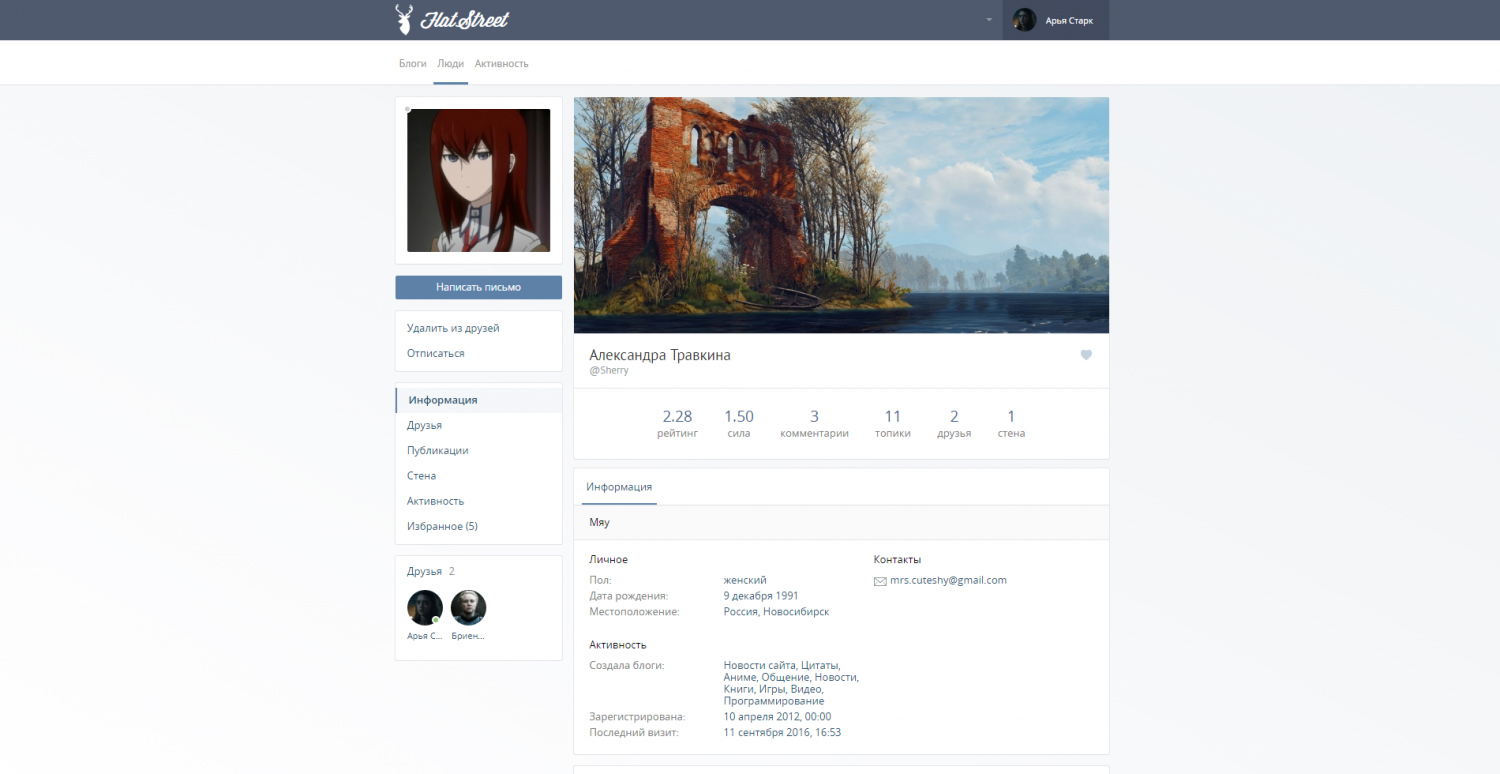 Flat Street
Арья Старк
Блоги Люди Активность
Написать письмо
Удалить из друзей
Отписаться
Информация
Друзья
Публикации
Стена
Активность
Избранное (5)
Друзья 2
Арья С...
Бриен...
Александра Травкина
@Sherry
2.28 1.50 3 11 2 1
рейтинг сила комментарии топики друзья стена
Информация
Мяу
Личное
Пол: женский
Дата рождения: 9 декабря 1991
Местоположение: Россия, Новосибирск
Контакты
mrs.cuteshy@gmail.com
Активность
Создала блоги: Новости сайта, Цитаты,
Аниме, Общение, Новости,
Книги, Игры, Видео,
Программирование
Зарегистрирована: 10 апреля 2012, 00:00
Последний визит: 11 сентября 2016, 16:53